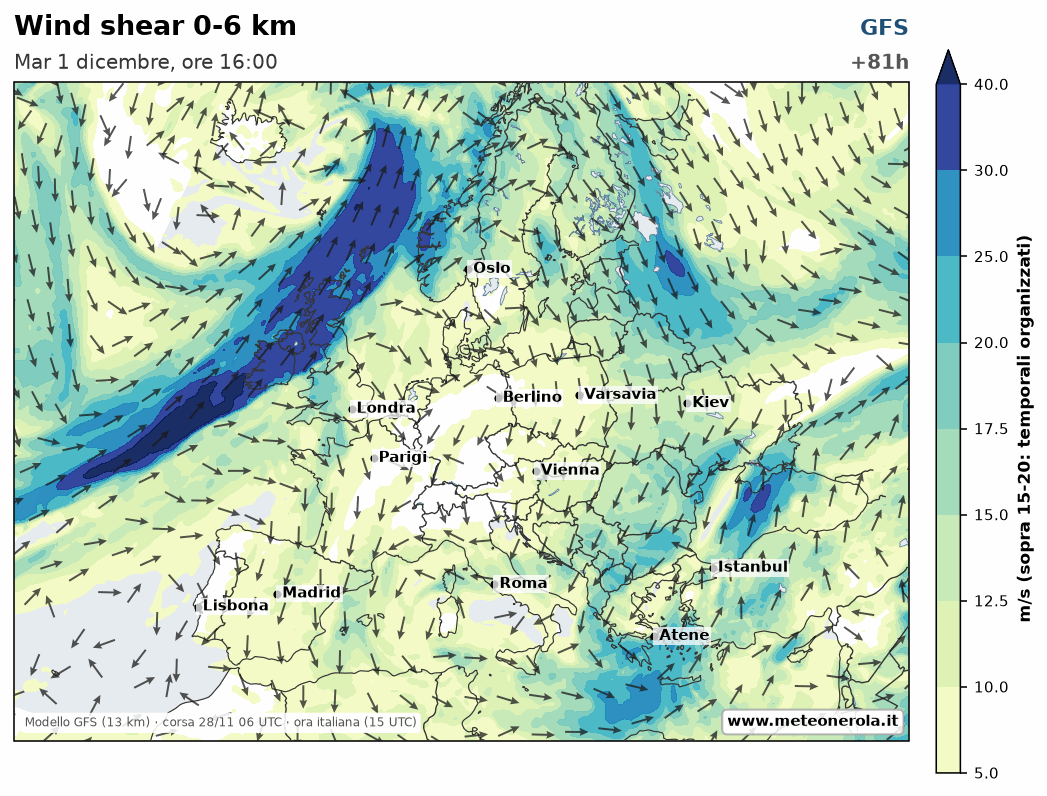 Wind shear 0-6 km
GFS
Mar 1 dicembre, ore 16:00
+81h
40.0
30.0
25.0
20.0
17.5
15.0
12.5
10.0
5.0
m/s (sopra 15-20: temporali organizzati)
Oslo
Londra
Berlino
Varsavia
Kiev
Parigi
Vienna
Istanbul
Roma
Madrid
Lisbona
Atene
Modello GFS (13 km) · corsa 28/11 06 UTC · ora italiana (15 UTC)
www.meteonerola.it